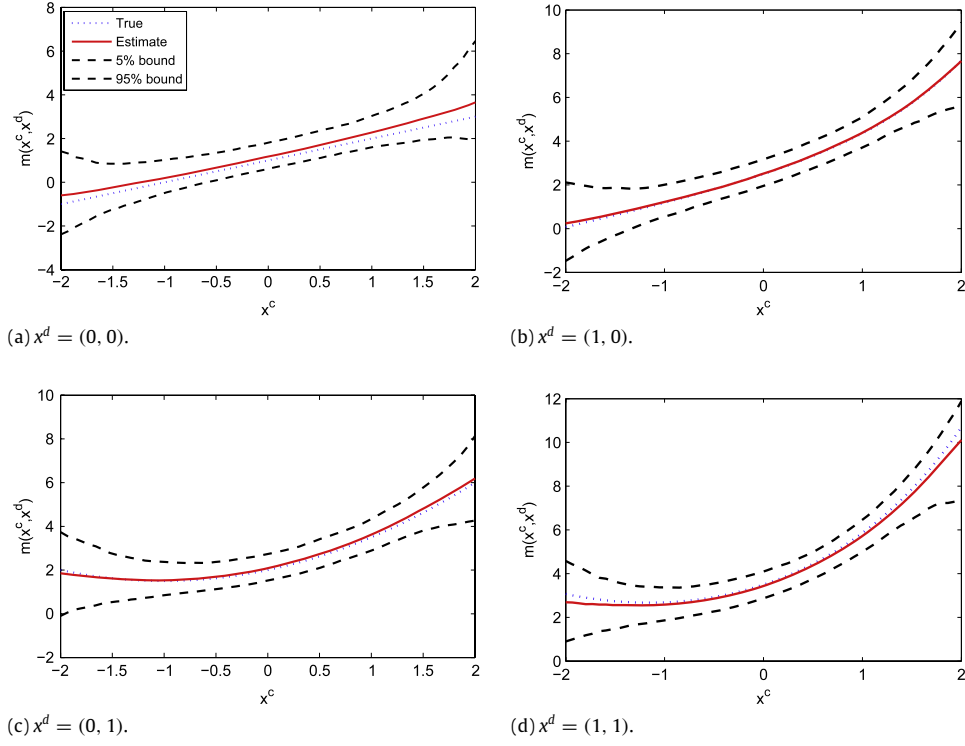 8
6
4
2
0
−2
−4
m(x^c,x^d)
True
Estimate
5% bound
95% bound
−2 −1.5 −1 −0.5 0 0.5 1 1.5 2
x^c
(a) x^d = (0, 0).
10
8
6
4
2
0
−2
m(x^c,x^d)
−2 −1 0 1 2
x^c
(b) x^d = (1, 0).
10
8
6
4
2
0
−2
m(x^c,x^d)
−2 −1.5 −1 −0.5 0 0.5 1 1.5 2
x^c
(c) x^d = (0, 1).
12
10
8
6
4
2
0
m(x^c,x^d)
−2 −1 0 1 2
x^c
(d) x^d = (1, 1).